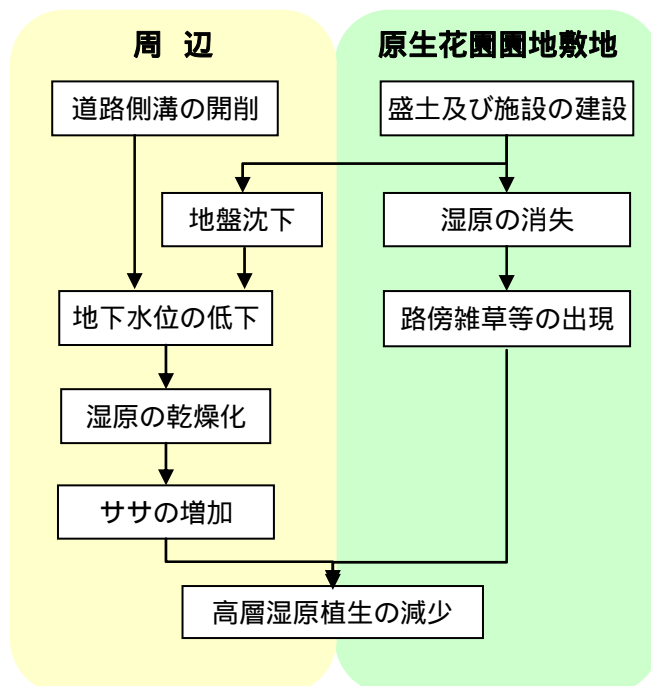 周 辺
原生花園園地敷地
道路側溝の開削
盛土及び施設の建設
地盤沈下
湿原の消失
地下水位の低下
路傍雑草等の出現
湿原の乾燥化
ササの増加
高層湿原植生の減少